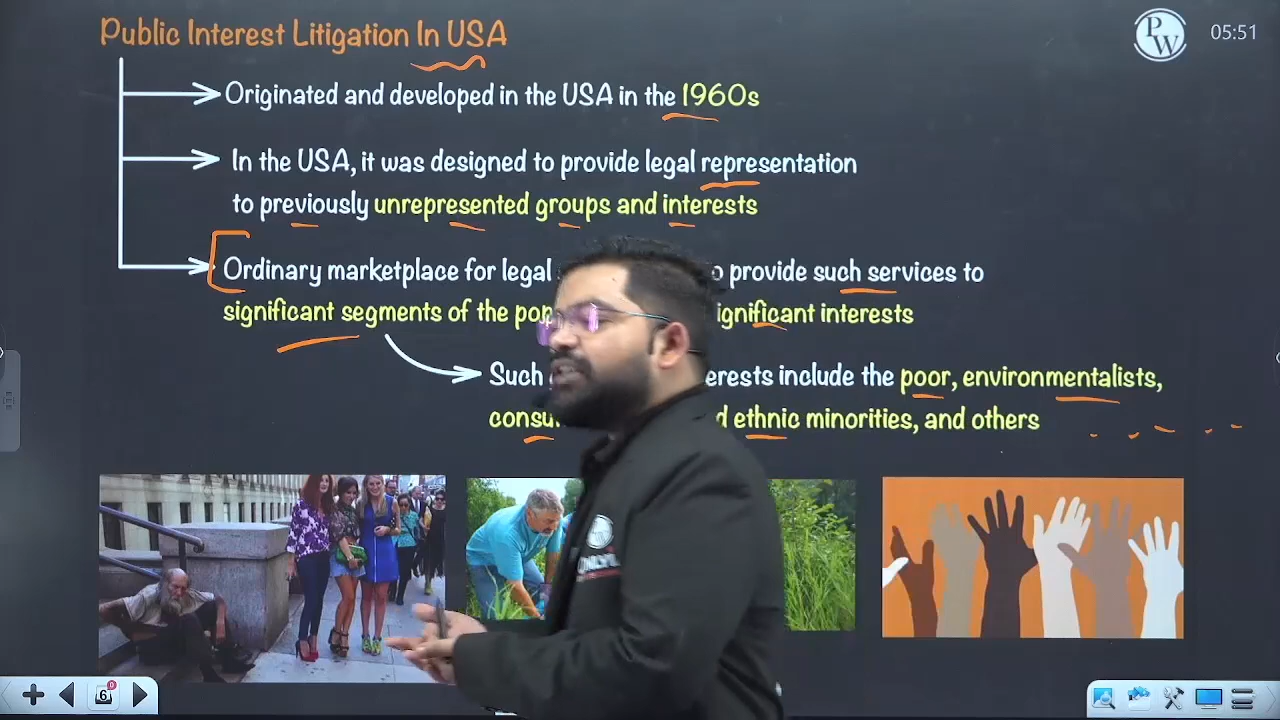 Public Interest Litigation In USA
PW
05:51
Originated and developed in the USA in the 1960s
In the USA, it was designed to provide legal representation
to previously unrepresented groups and interests
Ordinary marketplace for legal provide such services to
significant segments of the significant interests
Such include the poor, environmentalists,
ethnic minorities, and others
6